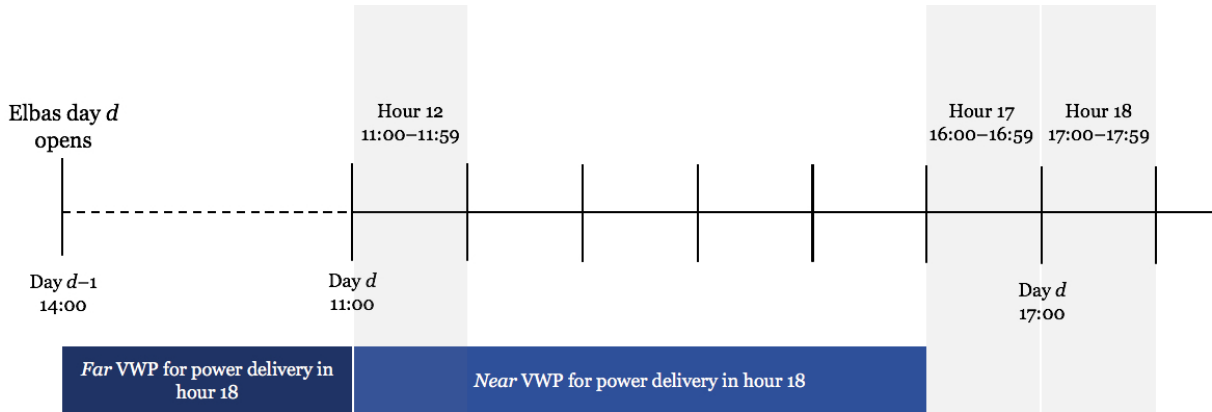 Elbas day d
opens
Hour 12
11:00–11:59
Hour 17
16:00–16:59
Hour 18
17:00–17:59
Day d–1
14:00
Day d
11:00
Day d
17:00
Far VWP for power delivery in
hour 18
Near VWP for power delivery in hour 18